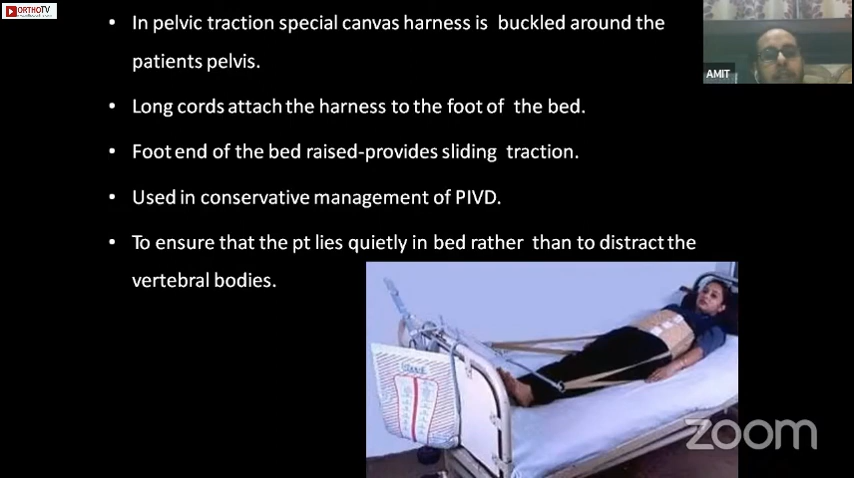 ORTHOTV
• In pelvic traction special canvas harness is buckled around the
patients pelvis.
AMIT
• Long cords attach the harness to the foot of the bed.
• Foot end of the bed raised-provides sliding traction.
• Used in conservative management of PIVD.
• To ensure that the pt lies quietly in bed rather than to distract the
vertebral bodies.
zoom